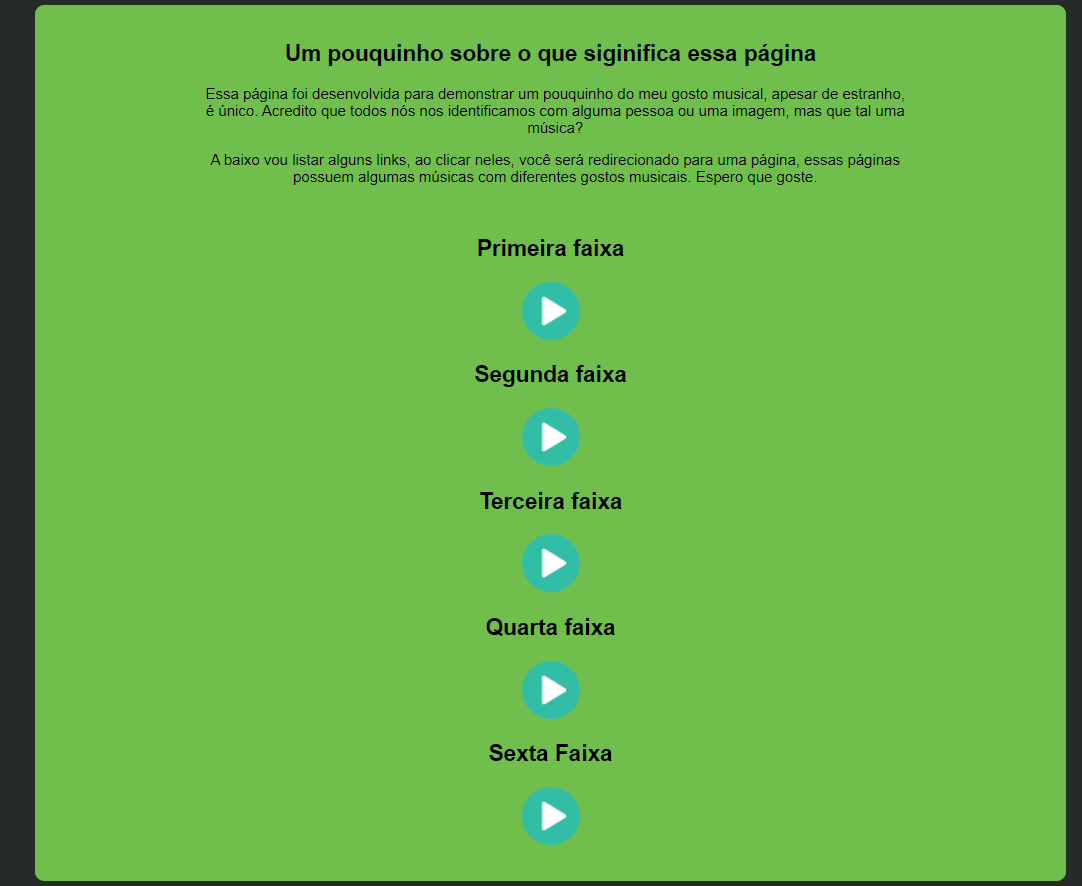 Um pouquinho sobre o que siginifica essa página
Essa página foi desenvolvida para demonstrar um pouquinho do meu gosto musical, apesar de estranho,
é único. Acredito que todos nós nos identificamos com alguma pessoa ou uma imagem, mas que tal uma
música?
A baixo vou listar alguns links, ao clicar neles, você será redirecionado para uma página, essas páginas
possuem algumas músicas com diferentes gostos musicais. Espero que goste.
Primeira faixa
Segunda faixa
Terceira faixa
Quarta faixa
Sexta Faixa